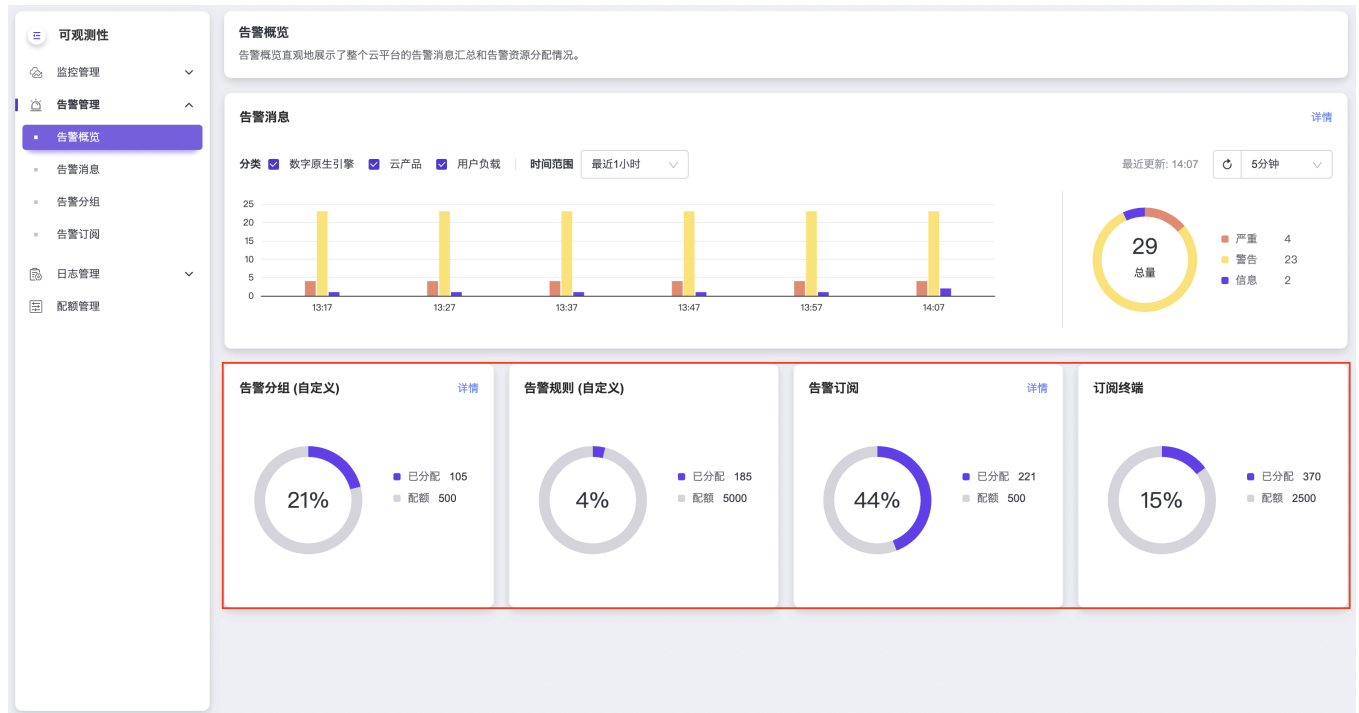 可观测性
监控管理
告警管理
告警概览
告警消息
告警分组
告警订阅
日志管理
配额管理
告警概览
告警概览直观地展示了整个云平台的告警消息汇总和告警资源分配情况。
告警消息 详情
分类 数字原生引擎 云产品 用户负载 时间范围 最近1小时 最近更新: 14:07 5分钟
25
20
15
10
5
0
13:17 13:27 13:37 13:47 13:57 14:07
29
总量
严重 4
警告 23
信息 2
告警分组 (自定义) 详情
21%
已分配 105
配额 500
告警规则 (自定义)
4%
已分配 185
配额 5000
告警订阅 详情
44%
已分配 221
配额 500
订阅终端
15%
已分配 370
配额 2500